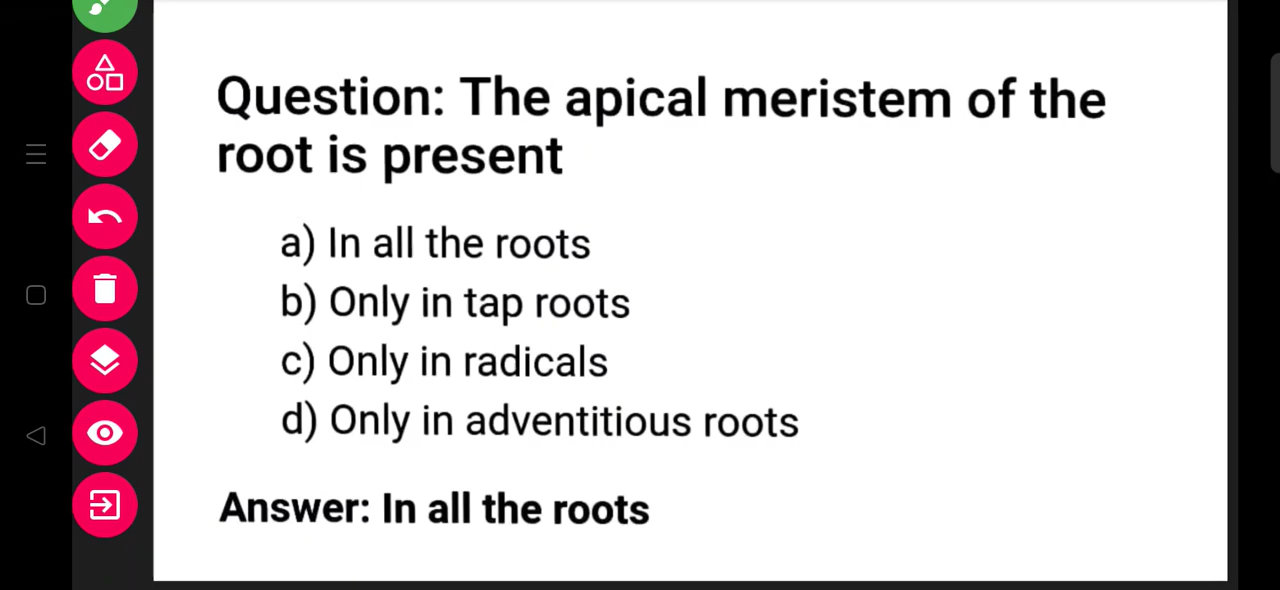 Question: The apical meristem of the
root is present
a) In all the roots
b) Only in tap roots
c) Only in radicals
d) Only in adventitious roots
Answer: In all the roots